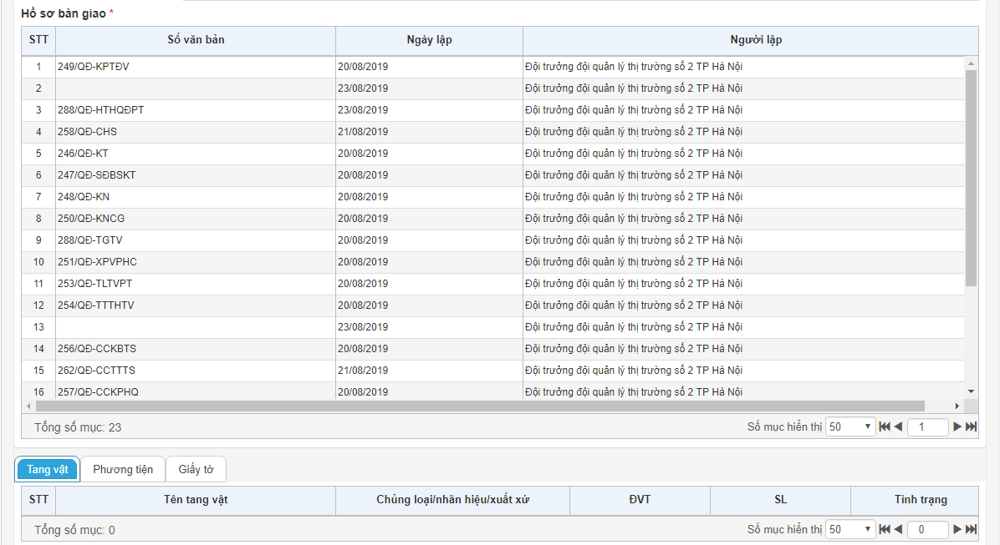 Hồ sơ bàn giao *
STT Số văn bản Ngày lập Người lập
1 249/QĐ-KPTĐV 20/08/2019 Đội trưởng đội quản lý thị trường số 2 TP Hà Nội
2 23/08/2019 Đội trưởng đội quản lý thị trường số 2 TP Hà Nội
3 288/QĐ-HTHQĐPT 23/08/2019 Đội trưởng đội quản lý thị trường số 2 TP Hà Nội
4 258/QĐ-CHS 21/08/2019 Đội trưởng đội quản lý thị trường số 2 TP Hà Nội
5 246/QĐ-KT 20/08/2019 Đội trưởng đội quản lý thị trường số 2 TP Hà Nội
6 247/QĐ-SĐBSKT 20/08/2019 Đội trưởng đội quản lý thị trường số 2 TP Hà Nội
7 248/QĐ-KN 20/08/2019 Đội trưởng đội quản lý thị trường số 2 TP Hà Nội
8 250/QĐ-KNCG 20/08/2019 Đội trưởng đội quản lý thị trường số 2 TP Hà Nội
9 288/QĐ-TGTV 20/08/2019 Đội trưởng đội quản lý thị trường số 2 TP Hà Nội
10 251/QĐ-XPVPHC 20/08/2019 Đội trưởng đội quản lý thị trường số 2 TP Hà Nội
11 253/QĐ-TLTVPT 20/08/2019 Đội trưởng đội quản lý thị trường số 2 TP Hà Nội
12 254/QĐ-TTTHTV 20/08/2019 Đội trưởng đội quản lý thị trường số 2 TP Hà Nội
13 23/08/2019 Đội trưởng đội quản lý thị trường số 2 TP Hà Nội
14 256/QĐ-CCKBTS 20/08/2019 Đội trưởng đội quản lý thị trường số 2 TP Hà Nội
15 262/QĐ-CCTTTS 21/08/2019 Đội trưởng đội quản lý thị trường số 2 TP Hà Nội
16 257/QĐ-CCKPHQ 20/08/2019 Đội trưởng đội quản lý thị trường số 2 TP Hà Nội
Tổng số mục: 23 Số mục hiển thị 50 1
Tang vật Phương tiện Giấy tờ
STT Tên tang vật Chủng loại/nhãn hiệu/xuất xứ ĐVT SL Tình trạng
Tổng số mục: 0 Số mục hiển thị 50 0